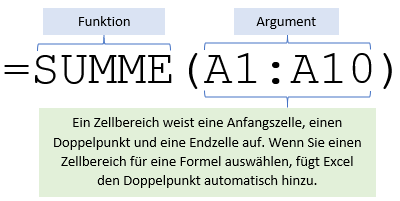 Funktion Argument
=SUMME(A1:A10)
Ein Zellbereich weist eine Anfangszelle, einen
Doppelpunkt und eine Endzelle auf. Wenn Sie einen
Zellbereich für eine Formel auswählen, fügt Excel
den Doppelpunkt automatisch hinzu.